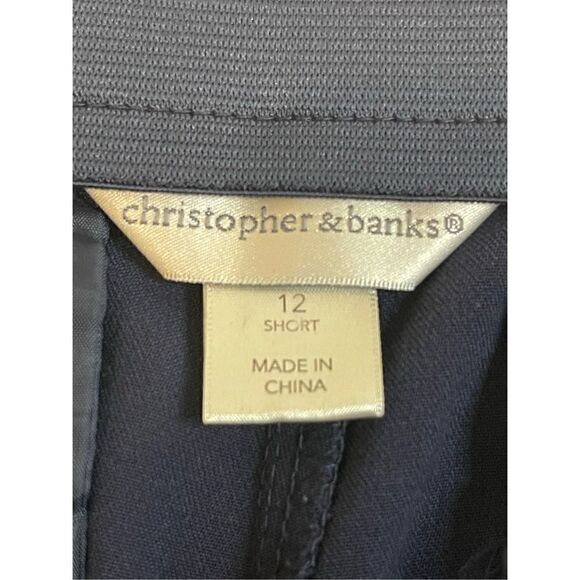 christopher & banks®
12
SHORT
MADE IN
CHINA